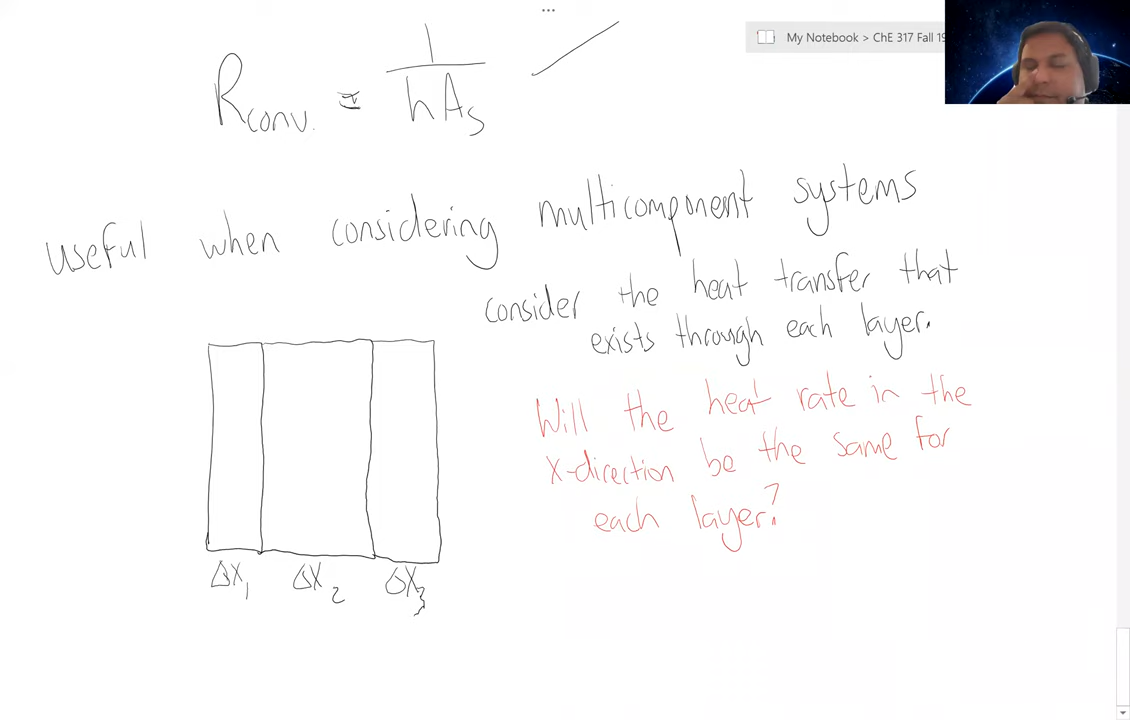 My Notebook > ChE 317 Fall 19
R conv. = 1 / hAs
useful when considering multicomponent systems
consider the heat transfer that
exists through each layer.
Will the heat rate in the
x-direction be the same for
each layer?
ΔX1 ΔX2 ΔX3